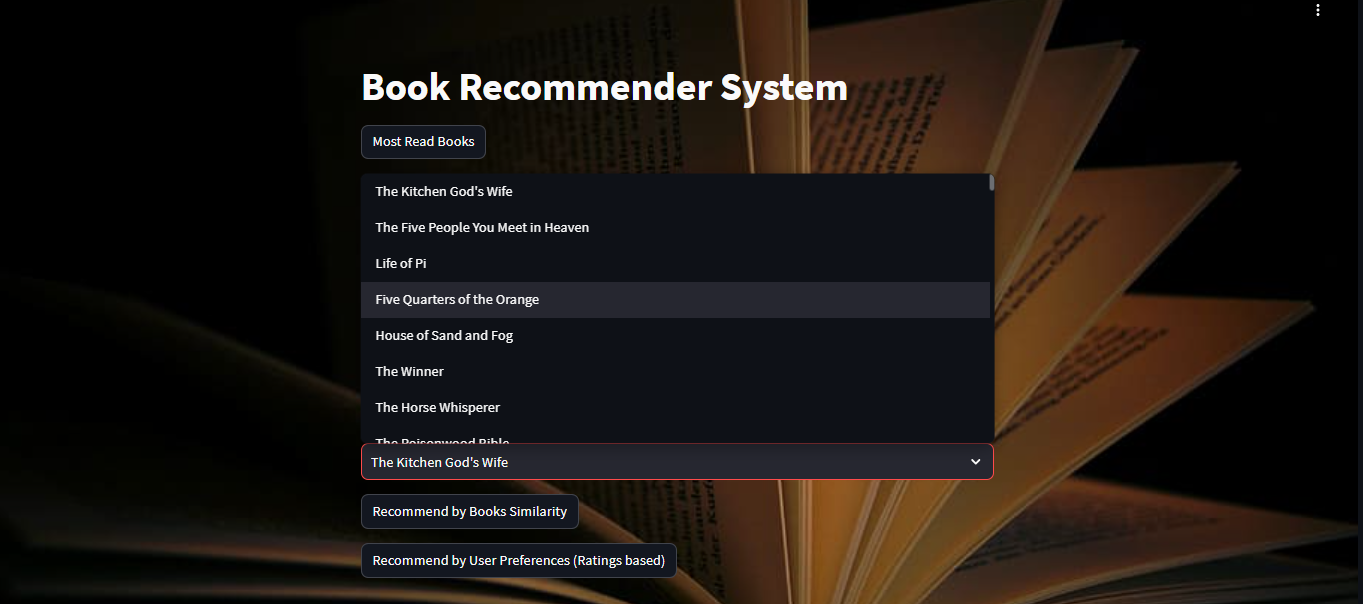 Book Recommender System
Most Read Books
The Kitchen God's Wife
The Five People You Meet in Heaven
Life of Pi
Five Quarters of the Orange
House of Sand and Fog
The Winner
The Horse Whisperer
The Poisonwood Bible
The Kitchen God's Wife
Recommend by Books Similarity
Recommend by User Preferences (Ratings based)